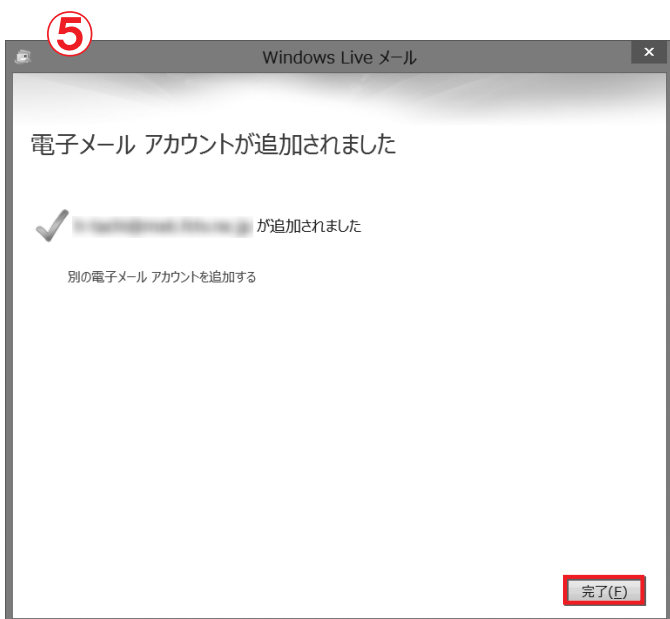 ⑤
Windows Live メール
電子メール アカウントが追加されました
が追加されました
別の電子メール アカウントを追加する
完了(F)